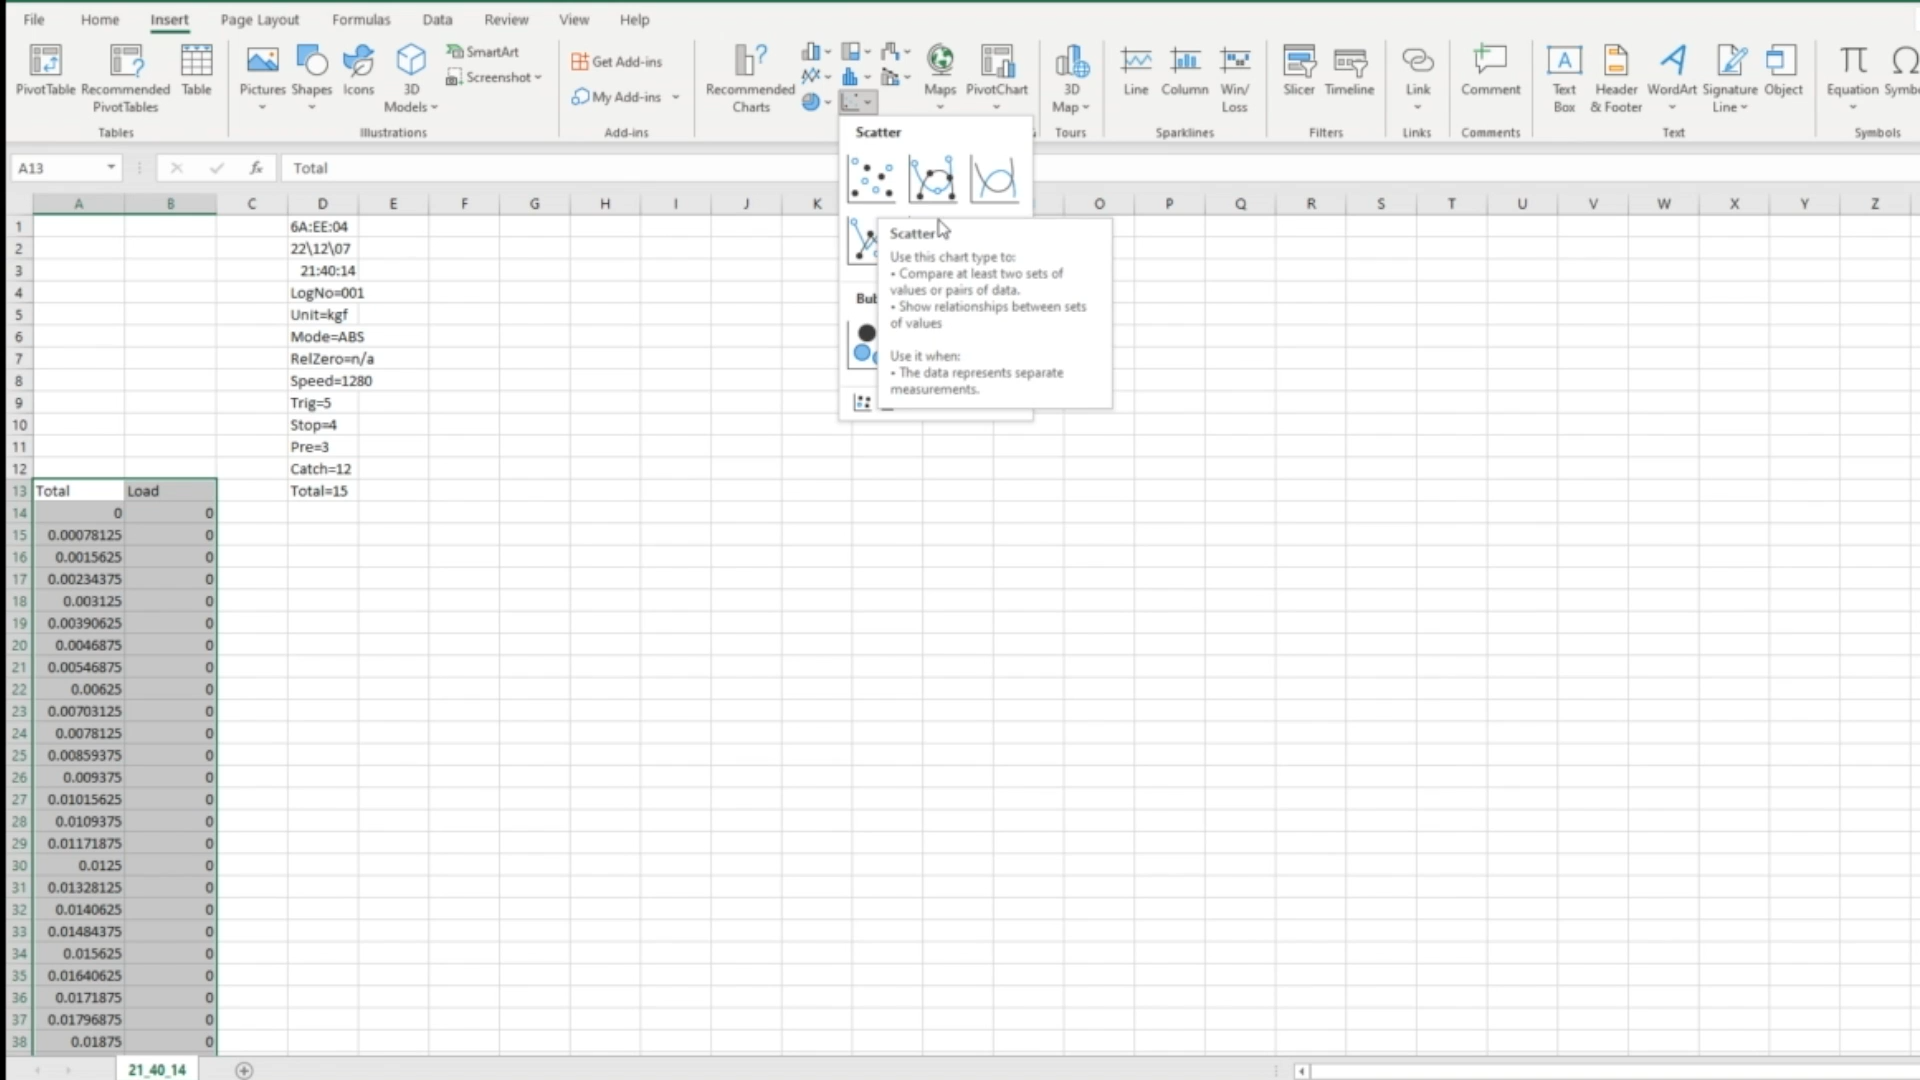 File Home Insert Page Layout Formulas Data Review View Help
PivotTable Recommended PivotTables Table
Tables
Pictures Shapes Icons 3D Models SmartArt Screenshot
Illustrations
Get Add-ins
My Add-ins
Add-ins
Recommended Charts
Maps PivotChart
3D Map
Tours
Line Column Win/Loss
Sparklines
Slicer Timeline
Filters
Link
Links
Comment
Comments
Text Box Header & Footer WordArt Signature Line Object
Text
Equation
Symbols
A13 fx Total
Scatter
Scatter
Use this chart type to:
• Compare at least two sets of
values or pairs of data.
• Show relationships between sets
of values
Use it when:
• The data represents separate
measurements.
A B C D E F G H I J K O P Q R S T U V W X Y Z
1 6A:EE:04
2 22\12\07
3 21:40:14
4 LogNo=001
5 Unit=kgf
6 Mode=ABS
7 RelZero=n/a
8 Speed=1280
9 Trig=5
10 Stop=4
11 Pre=3
12 Catch=12
13 Total Load Total=15
14 0 0
15 0.00078125 0
16 0.0015625 0
17 0.00234375 0
18 0.003125 0
19 0.00390625 0
20 0.0046875 0
21 0.00546875 0
22 0.00625 0
23 0.00703125 0
24 0.0078125 0
25 0.00859375 0
26 0.009375 0
27 0.01015625 0
28 0.0109375 0
29 0.01171875 0
30 0.0125 0
31 0.01328125 0
32 0.0140625 0
33 0.01484375 0
34 0.015625 0
35 0.01640625 0
36 0.0171875 0
37 0.01796875 0
38 0.01875 0
21_40_14